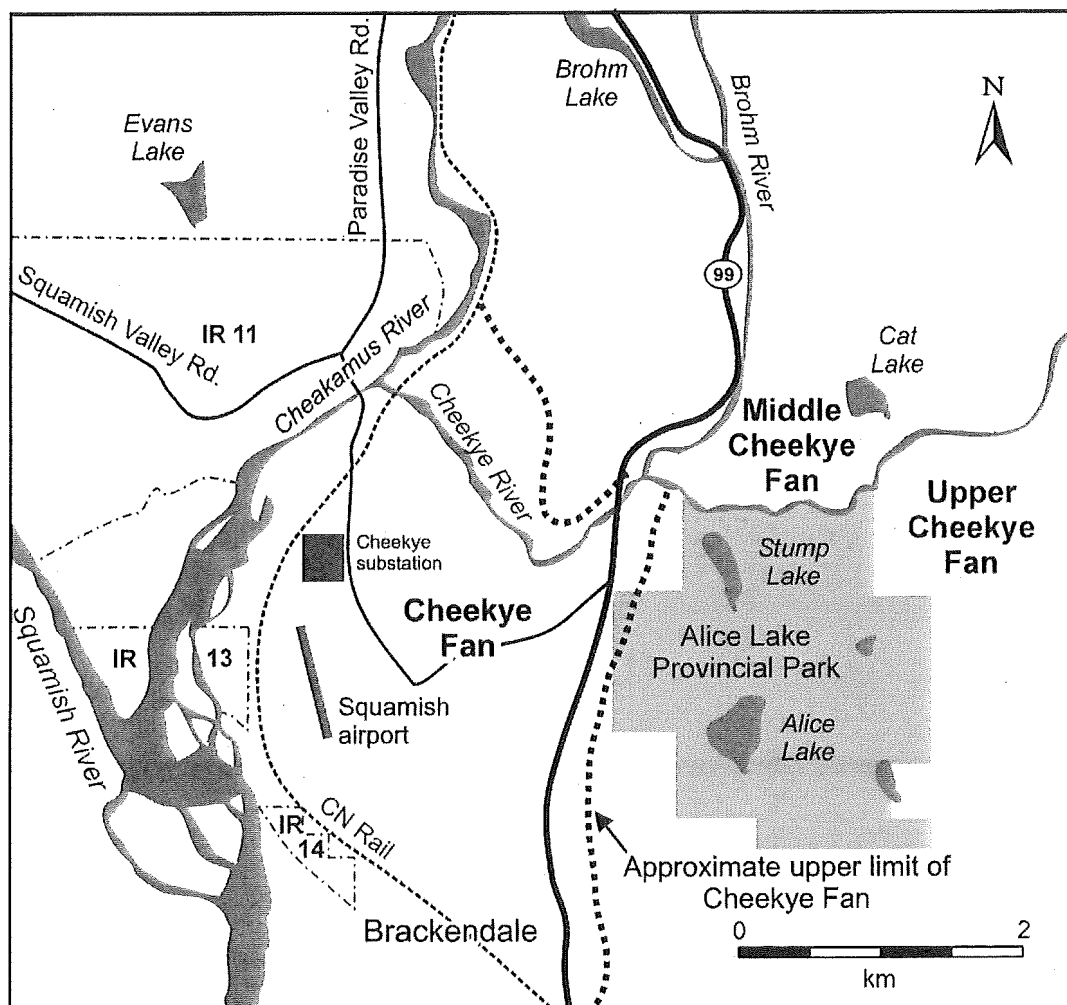 Paradise Valley Rd.
Brohm
Lake
Brohm River
N
Evans
Lake
99
Squamish Valley Rd.
IR 11
Cheakamus River
Cat
Lake
Cheekye River
Middle
Cheekye
Fan
Upper
Cheekye
Fan
Cheekye
substation
Stump
Lake
Cheekye
Fan
Squamish River
IR 13
Alice Lake
Provincial Park
Squamish
airport
Alice
Lake
CN Rail
IR
14
Approximate upper limit of
Cheekye Fan
Brackendale
0 2
km